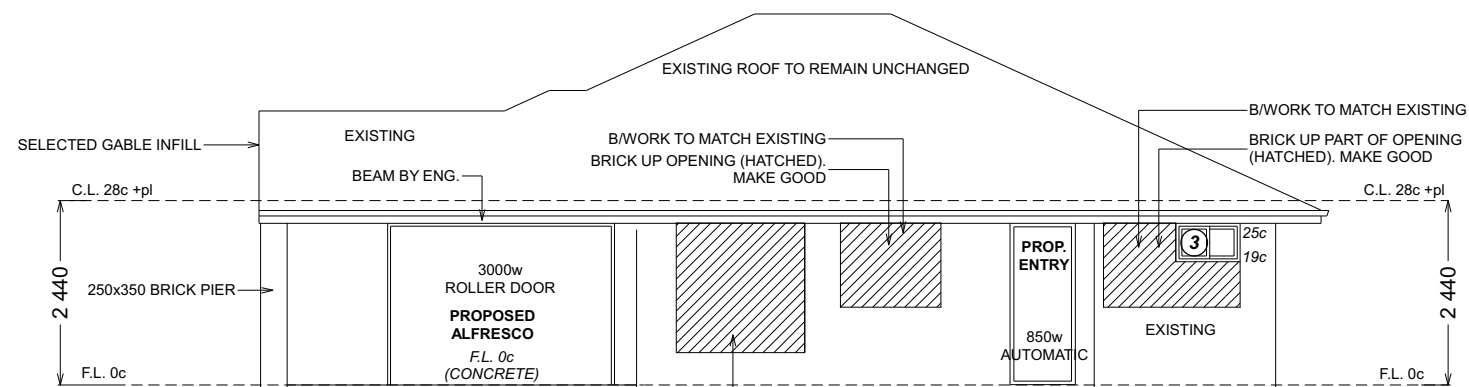 EXISTING ROOF TO REMAIN UNCHANGED
B/WORK TO MATCH EXISTING
SELECTED GABLE INFILL
EXISTING
B/WORK TO MATCH EXISTING
BRICK UP PART OF OPENING
(HATCHED). MAKE GOOD
BRICK UP OPENING (HATCHED).
MAKE GOOD
BEAM BY ENG.
C.L. 28c +pl
C.L. 28c +pl
2 440
250x350 BRICK PIER
3000w
ROLLER DOOR
PROPOSED
ALFRESCO
F.L. 0c
(CONCRETE)
PROP.
ENTRY
850w
AUTOMATIC
3
25c
19c
EXISTING
2 440
F.L. 0c
F.L. 0c